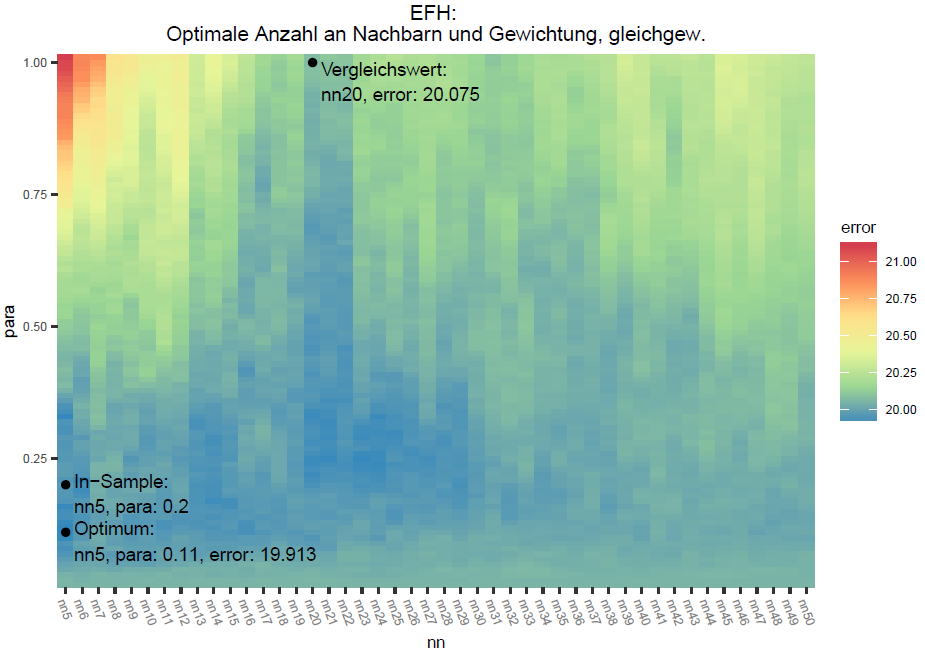 EFH:
Optimale Anzahl an Nachbarn und Gewichtung, gleichgew.
1.00
0.75
0.50
0.25
para
Vergleichswert:
nn20, error: 20.075
In−Sample:
nn5, para: 0.2
Optimum:
nn5, para: 0.11, error: 19.913
error
21.00
20.75
20.50
20.25
20.00
nn5 nn6 nn7 nn8 nn9 nn10 nn11 nn12 nn13 nn14 nn15 nn16 nn17 nn18 nn19 nn20 nn21 nn22 nn23 nn24 nn25 nn26 nn27 nn28 nn29 nn30 nn31 nn32 nn33 nn34 nn35 nn36 nn37 nn38 nn39 nn40 nn41 nn42 nn43 nn44 nn45 nn46 nn47 nn48 nn49 nn50
nn